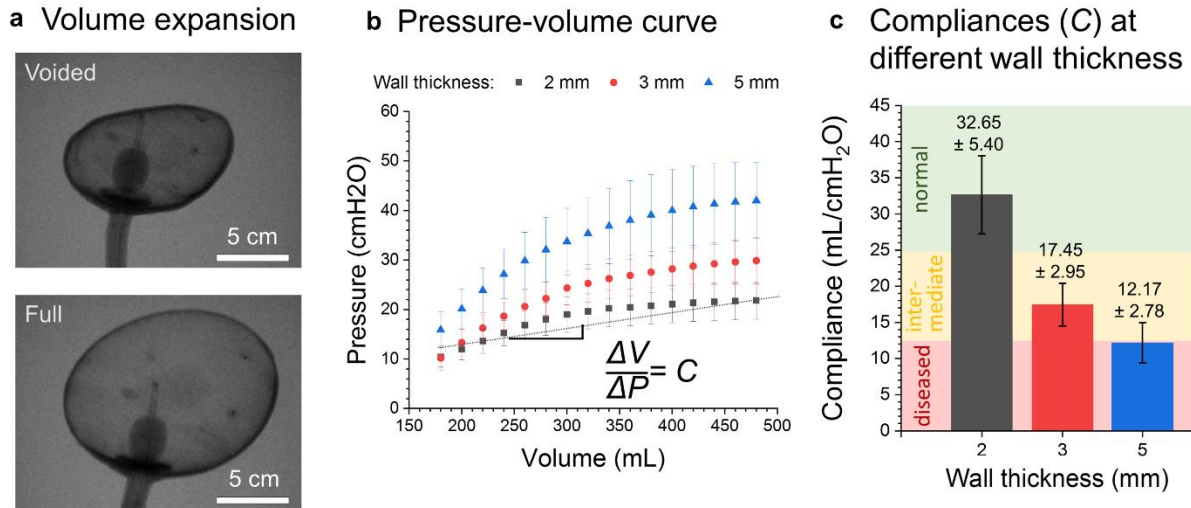 a Volume expansion
Voided
5 cm
Full
5 cm
b Pressure-volume curve
Wall thickness: 2 mm 3 mm 5 mm
Pressure (cmH2O)
60
50
40
30
20
10
0
150 200 250 300 350 400 450 500
Volume (mL)
ΔV
ΔP = C
c Compliances (C) at
different wall thickness
Compliance (mL/cmH₂O)
45
40
35
30
25
20
15
10
5
0
normal
inter-
mediate
diseased
32.65
± 5.40
17.45
± 2.95
12.17
± 2.78
2 3 5
Wall thickness (mm)